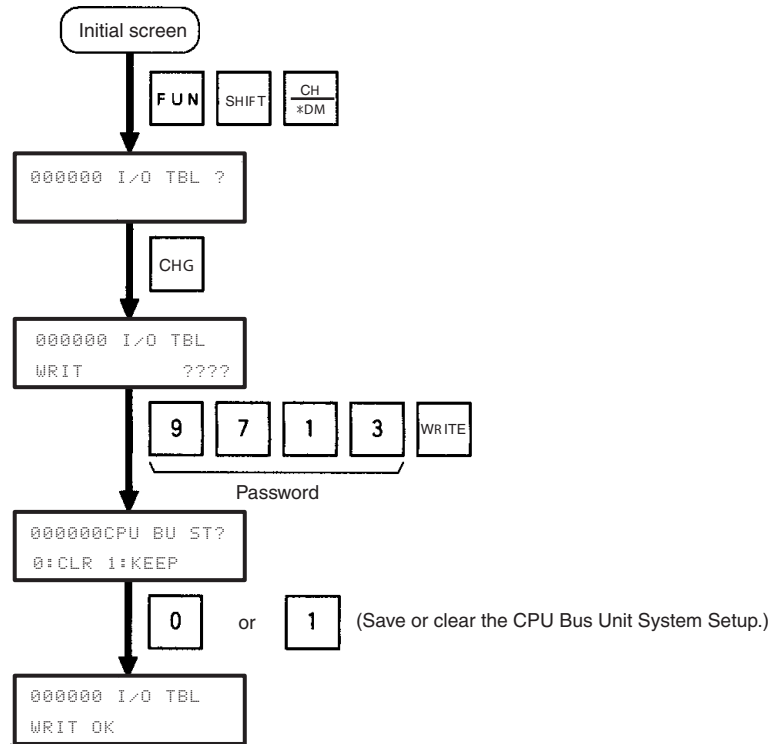 Initial screen
FUN SHIFT CH
*DM
000000 I/O TBL ?
CHG
000000 I/O TBL
WRIT ????
9 7 1 3 WRITE
Password
000000CPU BU ST?
0:CLR 1:KEEP
0 or 1 (Save or clear the CPU Bus Unit System Setup.)
000000 I/O TBL
WRIT OK